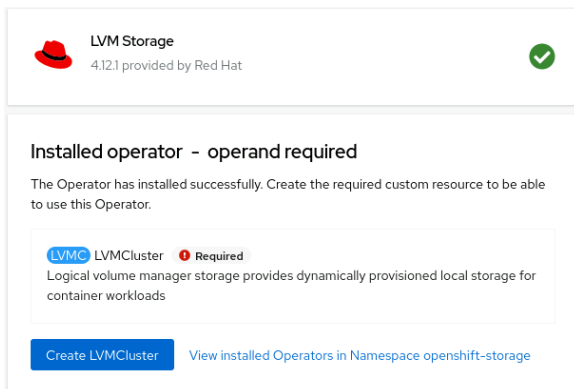 LVM Storage
4.12.1 provided by Red Hat
Installed operator - operand required
The Operator has installed successfully. Create the required custom resource to be able
to use this Operator.
LVMC LVMCluster Required
Logical volume manager storage provides dynamically provisioned local storage for
container workloads
Create LVMCluster View installed Operators in Namespace openshift-storage